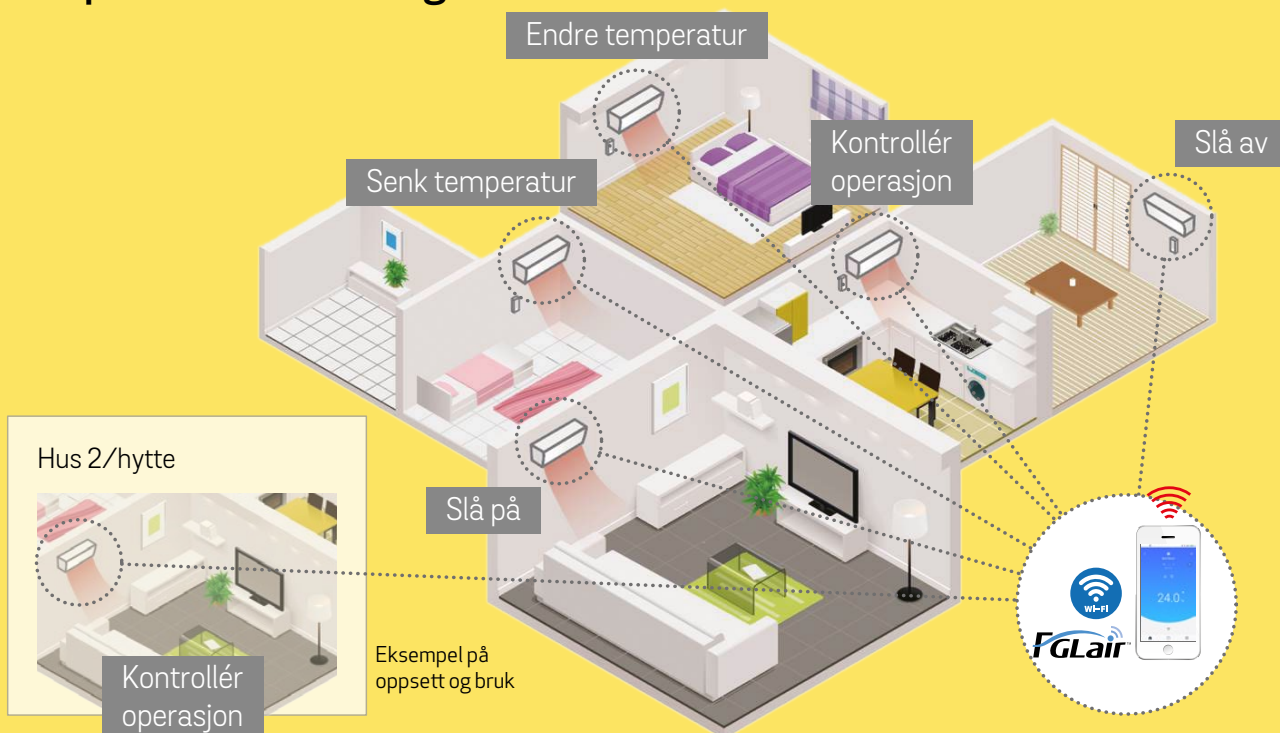 Endre temperatur
Kontrollér
operasjon
Slå av
Senk temperatur
Hus 2/hytte
Slå på
Eksempel på
oppsett og bruk
Kontrollér
operasjon
24.0
Wi-Fi
FGLair